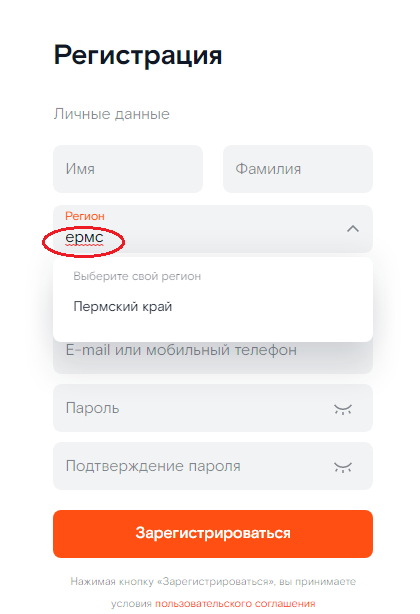 Регистрация
Личные данные
Имя Фамилия
Регион
ермс
Выберите свой регион
Пермский край
E-mail или мобильный телефон
Пароль
Подтверждение пароля
Зарегистрироваться
Нажимая кнопку «Зарегистрироваться», вы принимаете
условия пользовательского соглашения